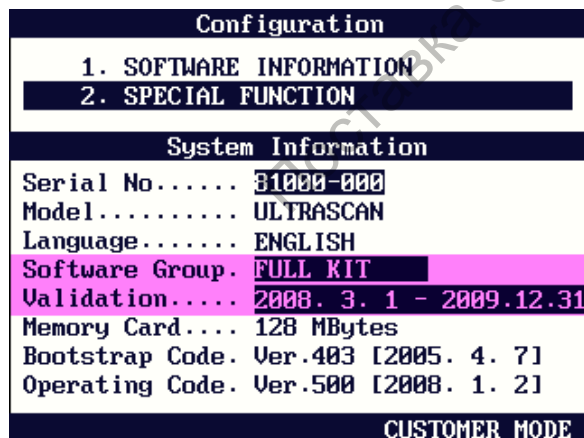 Configuration
1. SOFTWARE INFORMATION
2. SPECIAL FUNCTION
System Information
Serial No...... 81000-000
Model.......... ULTRASCAN
Language....... ENGLISH
Software Group. FULL KIT
Validation..... 2008. 3. 1 - 2009.12.31
Memory Card.... 128 MBytes
Bootstrap Code. Ver.403 [2005. 4. 7]
Operating Code. Ver.500 [2008. 1. 2]
CUSTOMER MODE
Поставка